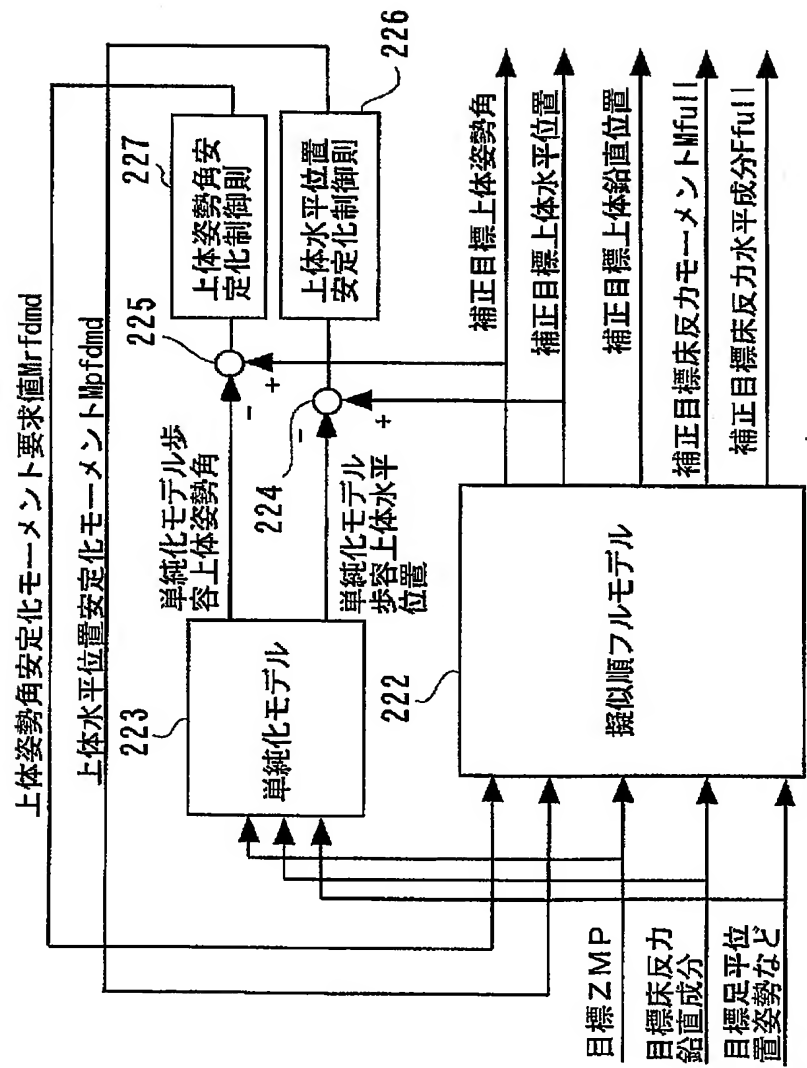 上体姿勢角安定化モーメント要求値Mrfdmd
上体水平位置安定化モーメントMpfdmd
227
上体姿勢角安
定化制御則
上体水平位置
安定化制御則
226
225
224
+
-
-
+
単純化モデル歩
容上体姿勢角
単純化モデル
歩容上体水平
位置
223
単純化モデル
222
擬似順フルモデル
目標ZMP
目標床反力
鉛直成分
目標足平位
置姿勢など
補正目標上体姿勢角
補正目標上体水平位置
補正目標上体鉛直位置
補正目標床反力モーメントMfull
補正目標床反力水平成分Ffull